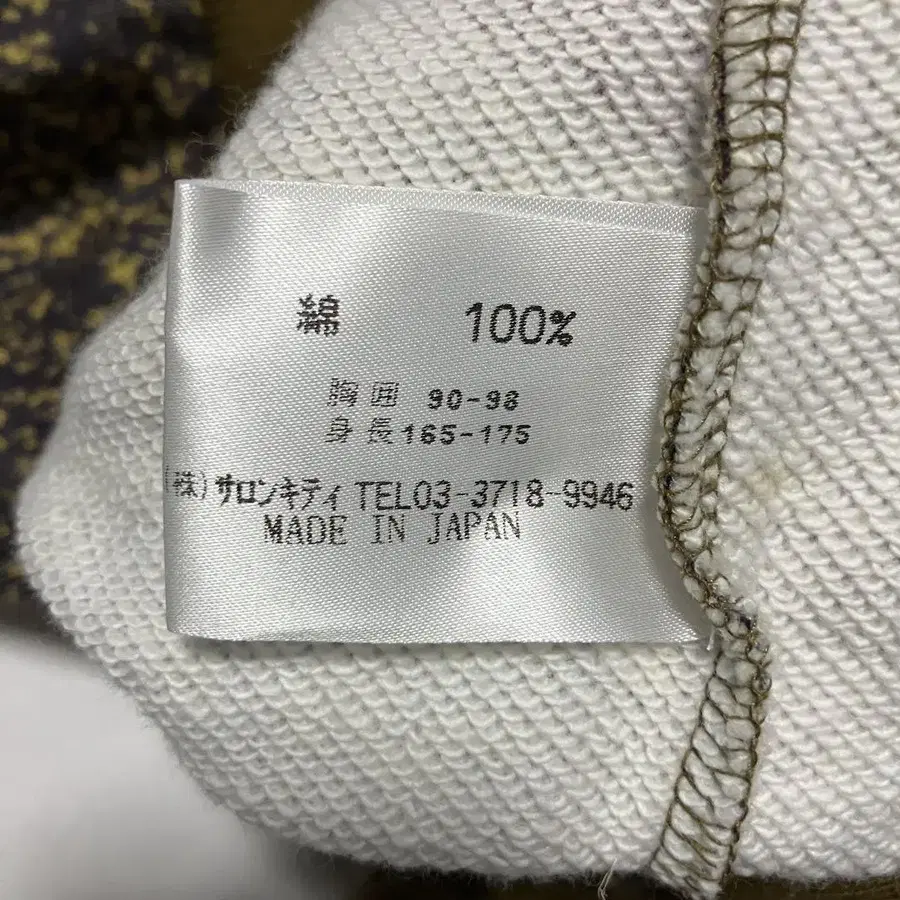 綿 100%
胸囲 90-98
身長 165-175
(株)サロンキティ TEL03-3718-9946
MADE IN JAPAN